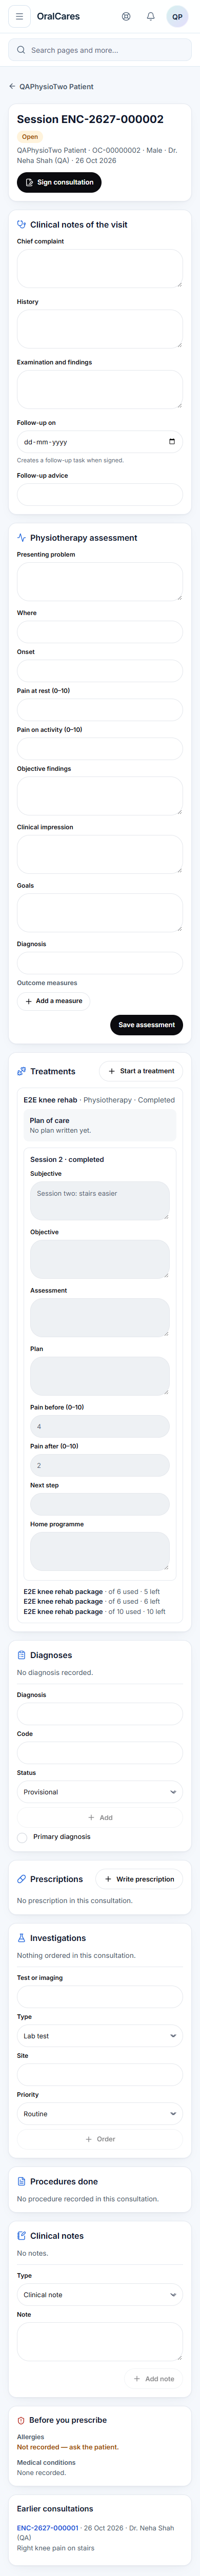 OralCares
QP
Search pages and more...
QAPhysioTwo Patient
Session ENC-2627-000002
Open
QAPhysioTwo Patient · OC-00000002 · Male · Dr.
Neha Shah (QA) · 26 Oct 2026
Sign consultation
Clinical notes of the visit
Chief complaint
History
Examination and findings
Follow-up on
dd-mm-yyyy
Creates a follow-up task when signed.
Follow-up advice
Physiotherapy assessment
Presenting problem
Where
Onset
Pain at rest (0–10)
Pain on activity (0–10)
Objective findings
Clinical impression
Goals
Diagnosis
Outcome measures
Add a measure
Save assessment
Treatments
Start a treatment
E2E knee rehab · Physiotherapy · Completed
Plan of care
No plan written yet.
Session 2 · completed
Subjective
Session two: stairs easier
Objective
Assessment
Plan
Pain before (0–10)
4
Pain after (0–10)
2
Next step
Home programme
E2E knee rehab package · of 6 used · 5 left
E2E knee rehab package · of 6 used · 6 left
E2E knee rehab package · of 10 used · 10 left
Diagnoses
No diagnosis recorded.
Diagnosis
Code
Status
Provisional
Add
Primary diagnosis
Prescriptions
Write prescription
No prescription in this consultation.
Investigations
Nothing ordered in this consultation.
Test or imaging
Type
Lab test
Site
Priority
Routine
Order
Procedures done
No procedure recorded in this consultation.
Clinical notes
No notes.
Type
Clinical note
Note
Add note
Before you prescribe
Allergies
Not recorded — ask the patient.
Medical conditions
None recorded.
Earlier consultations
ENC-2627-000001 · 26 Oct 2026 · Dr. Neha Shah
(QA)
Right knee pain on stairs